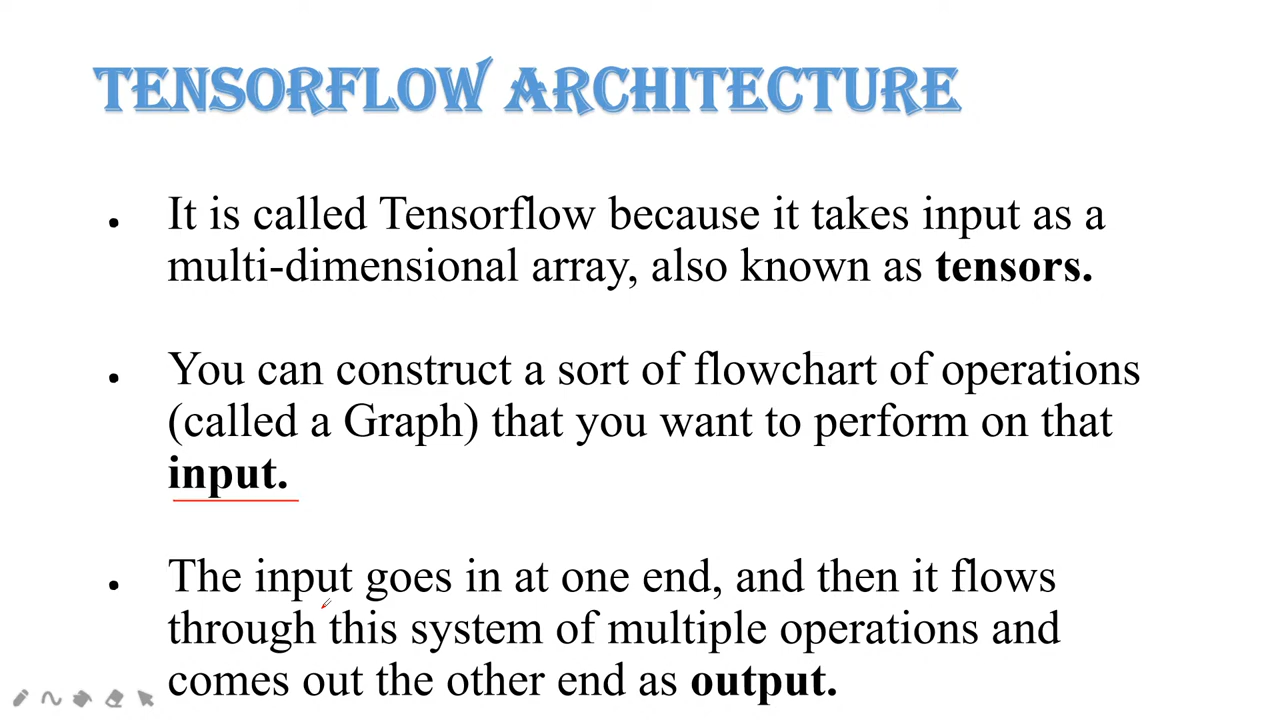 TENSORFLOW ARCHITECTURE
• It is called Tensorflow because it takes input as a
multi-dimensional array, also known as tensors.
• You can construct a sort of flowchart of operations
(called a Graph) that you want to perform on that
input.
• The input goes in at one end, and then it flows
through this system of multiple operations and
comes out the other end as output.